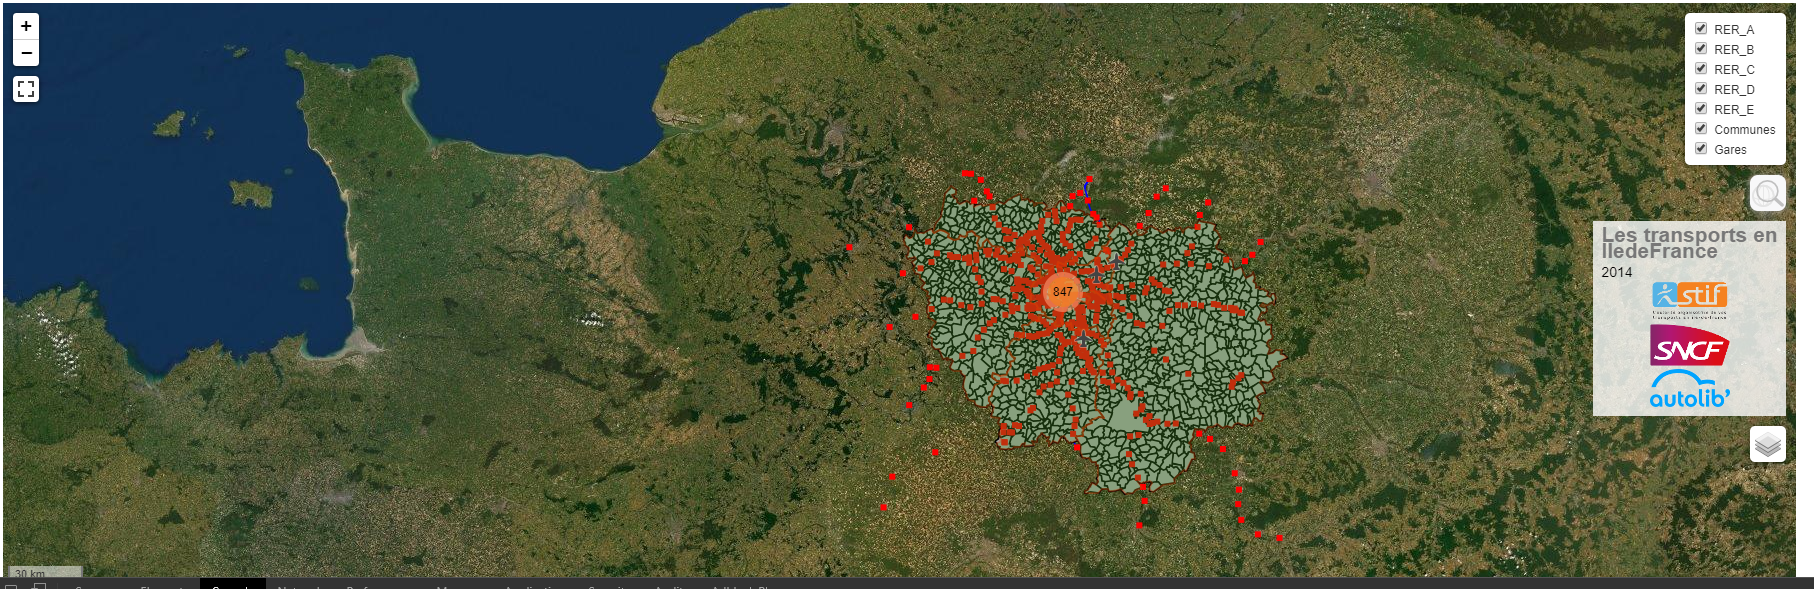 +
−
RER_A
RER_B
RER_C
RER_D
RER_E
Communes
Gares
847
Les transports en
IledeFrance
2014
stif
SNCF
autolib'
30 km